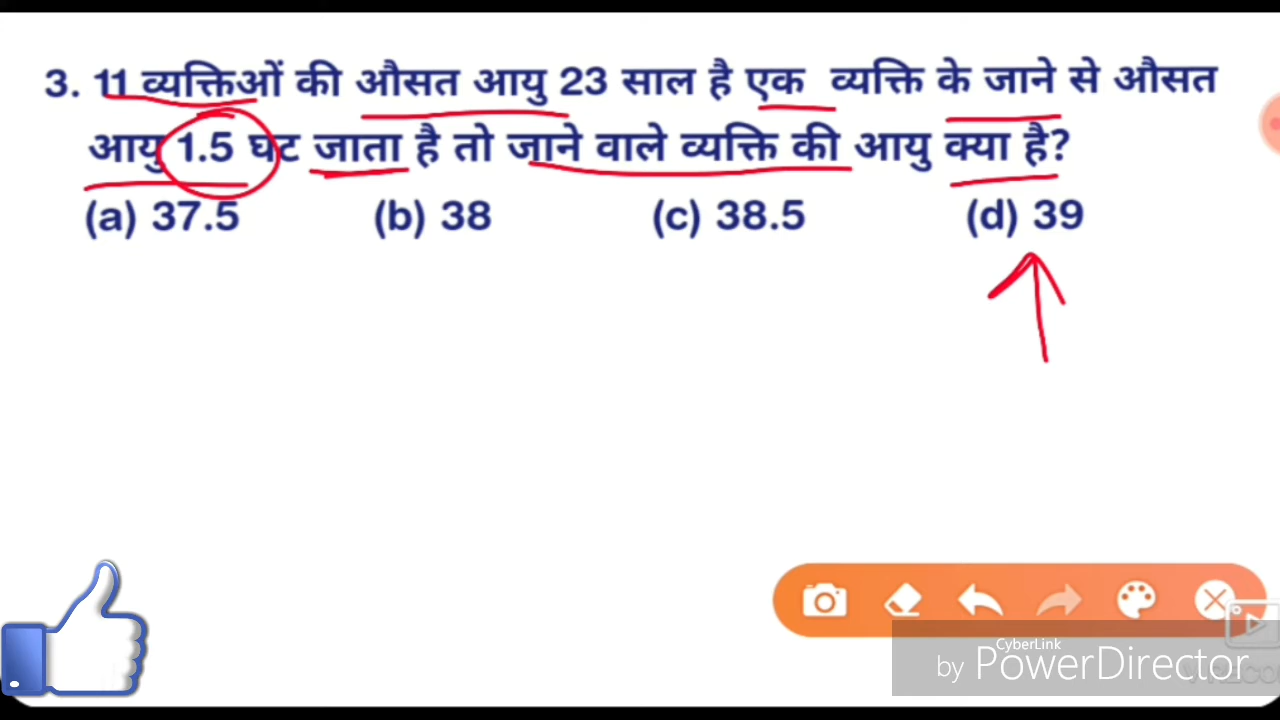 3. 11 व्यक्तिओं की औसत आयु 23 साल है एक व्यक्ति के जाने से औसत
आयु 1.5 घट जाता है तो जाने वाले व्यक्ति की आयु क्या है?
(a) 37.5 (b) 38 (c) 38.5 (d) 39
CyberLink
by PowerDirector